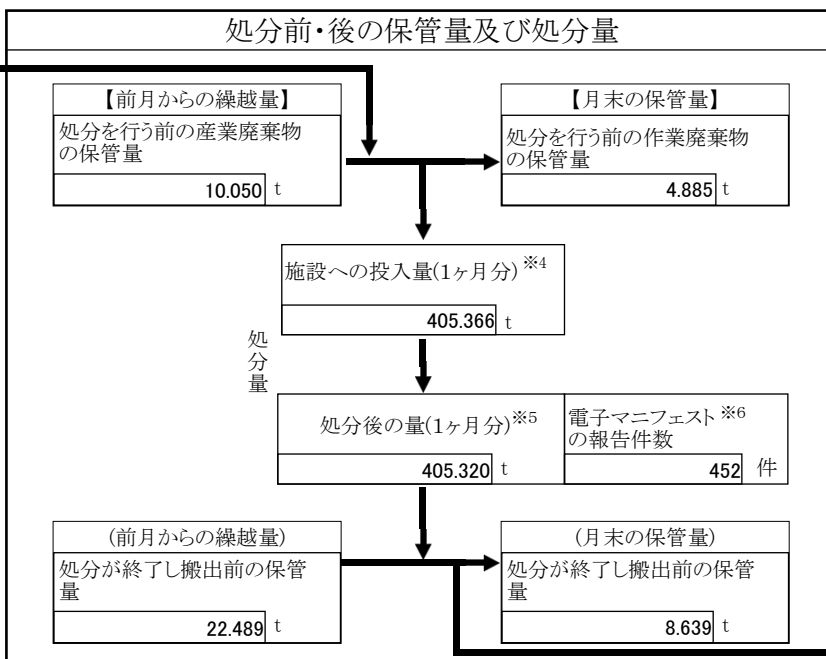 処分前・後の保管量及び処分量
【前月からの繰越量】
処分を行う前の産業廃棄物
の保管量
10.050 t
【月末の保管量】
処分を行う前の作業廃棄物
の保管量
4.885 t
施設への投入量(1ヶ月分)※4
405.366 t
処分量
処分後の量(1ヶ月分)※5
405.320 t
電子マニフェスト※6
の報告件数
452 件
(前月からの繰越量)
処分が終了し搬出前の保管
量
22.489 t
(月末の保管量)
処分が終了し搬出前の保管
量
8.639 t